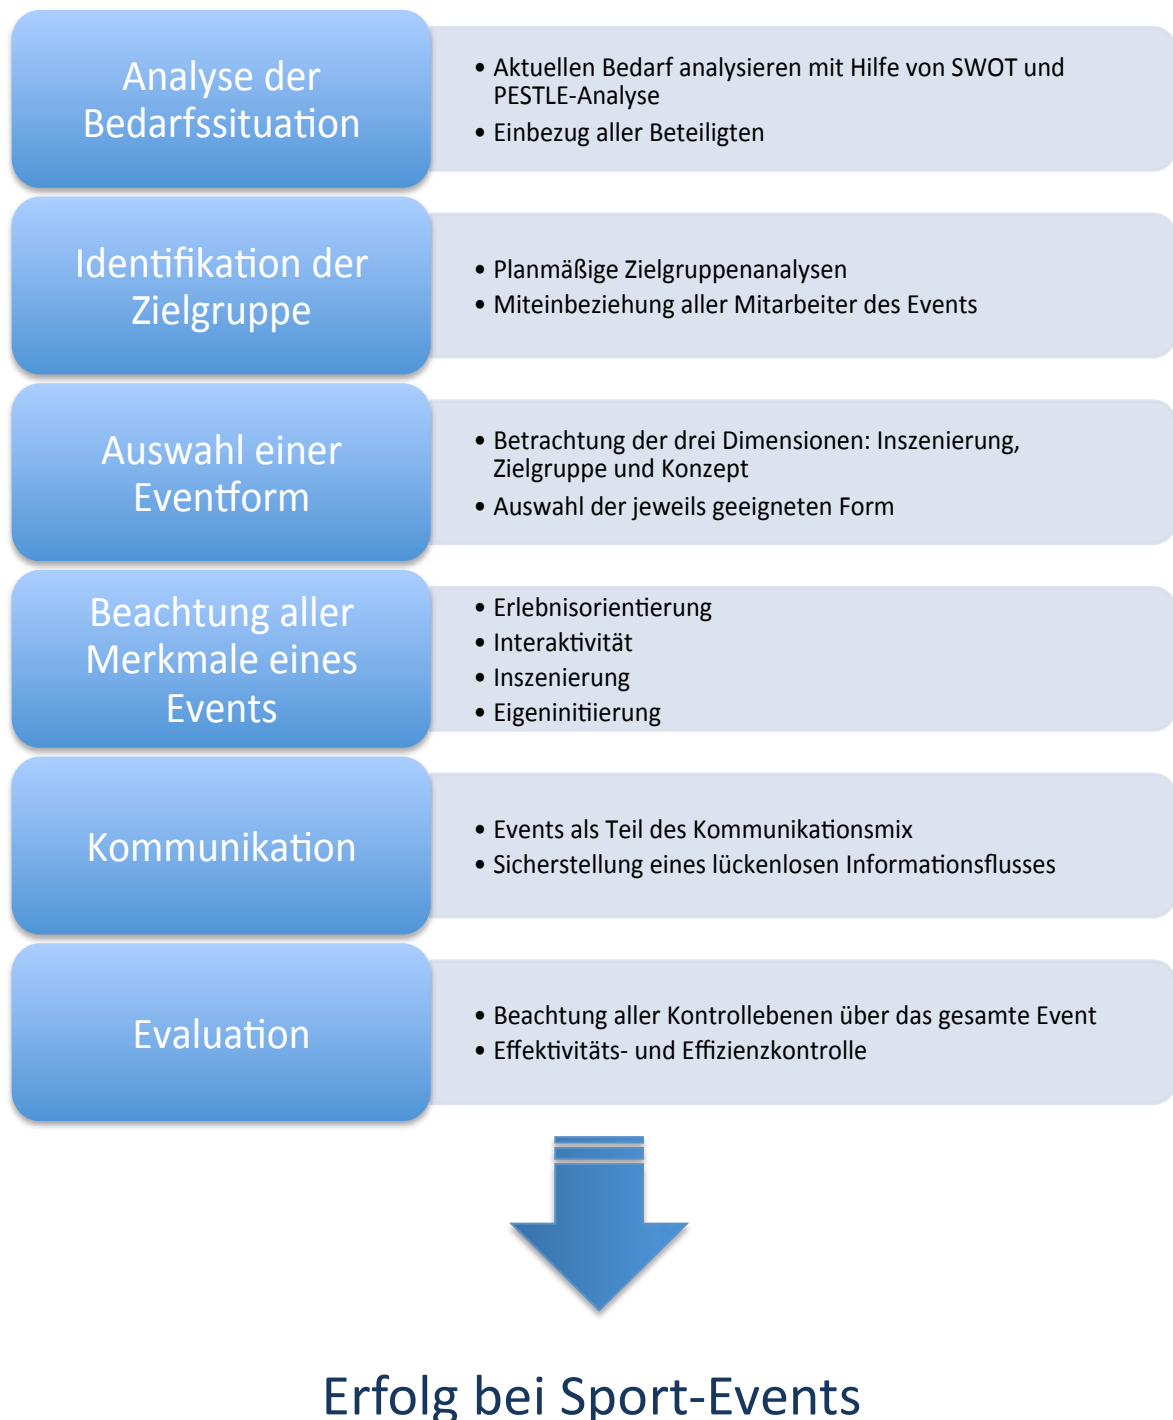 Analyse der
Bedarfssituation
• Aktuellen Bedarf analysieren mit Hilfe von SWOT und
PESTLE-Analyse
• Einbezug aller Beteiligten
Identifikation der
Zielgruppe
• Planmäßige Zielgruppenanalysen
• Miteinbeziehung aller Mitarbeiter des Events
Auswahl einer
Eventform
• Betrachtung der drei Dimensionen: Inszenierung,
Zielgruppe und Konzept
• Auswahl der jeweils geeigneten Form
Beachtung aller
Merkmale eines
Events
• Erlebnisorientierung
• Interaktivität
• Inszenierung
• Eigeninitiierung
Kommunikation
• Events als Teil des Kommunikationsmix
• Sicherstellung eines lückenlosen Informationsflusses
Evaluation
• Beachtung aller Kontrollebenen über das gesamte Event
• Effektivitäts- und Effizienzkontrolle
Erfolg bei Sport-Events